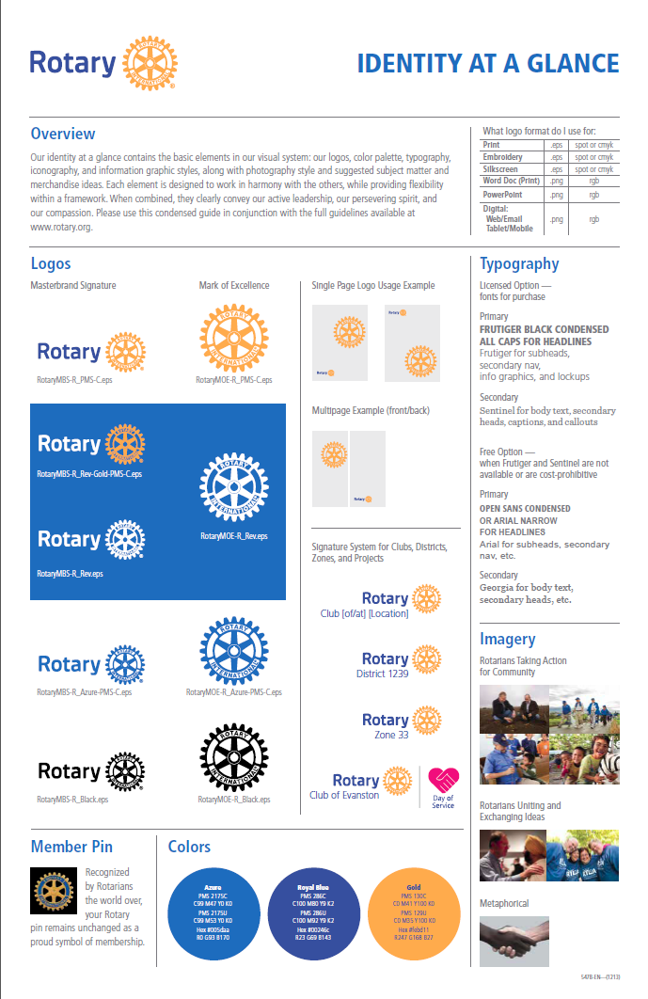 Rotary
ROTARY
INTERNATIONAL
IDENTITY AT A GLANCE
Overview
Our identity at a glance contains the basic elements in our visual system: our logos, color palette, typography,
iconography, and information graphic styles, along with photography style and suggested subject matter and
merchandise ideas. Each element is designed to work in harmony with the others, while providing flexibility
within a framework. When combined, they clearly convey our active leadership, our persevering spirit, and
our compassion. Please use this condensed guide in conjunction with the full guidelines available at
www.rotary.org.
What logo format do I use for:
Print .eps spot or cmyk
Embroidery .eps spot or cmyk
Silkscreen .eps spot or cmyk
Word Doc (Print) .png rgb
PowerPoint .png rgb
Digital:
Web/Email
Tablet/Mobile .png rgb
Logos
Masterbrand Signature
Mark of Excellence
Rotary
ROTARY
INTERNATIONAL
RotaryMBS-R_PMS-C.eps
RotaryMOE-R_PMS-C.eps
Rotary
RotaryMBS-R_Rev-Gold-PMS-C.eps
Rotary
RotaryMBS-R_Rev.eps
ROTARY
INTERNATIONAL
RotaryMOE-R_Rev.eps
Rotary
RotaryMBS-R_Azure-PMS-C.eps
ROTARY
INTERNATIONAL
RotaryMOE-R_Azure-PMS-C.eps
Rotary
RotaryMBS-R_Black.eps
ROTARY
INTERNATIONAL
RotaryMOE-R_Black.eps
Single Page Logo Usage Example
Rotary
Rotary
Multipage Example (front/back)
Rotary
Signature System for Clubs, Districts,
Zones, and Projects
Rotary
Club [of/at] [Location]
Rotary
District 1239
Rotary
Zone 33
Rotary
Club of Evanston
Day of
Service
Typography
Licensed Option —
fonts for purchase
Primary
FRUTIGER BLACK CONDENSED
ALL CAPS FOR HEADLINES
Frutiger for subheads,
secondary nav,
info graphics, and lockups
Secondary
Sentinel for body text, secondary
heads, captions, and callouts
Free Option —
when Frutiger and Sentinel are not
available or are cost-prohibitive
Primary
OPEN SANS CONDENSED
OR ARIAL NARROW
FOR HEADLINES
Arial for subheads, secondary
nav, etc.
Secondary
Georgia for body text,
secondary heads, etc.
Imagery
Rotarians Taking Action
for Community
Rotarians Uniting and
Exchanging Ideas
Metaphorical
Member Pin
Recognized
by Rotarians
the world over,
your Rotary
pin remains unchanged as a
proud symbol of membership.
Colors
Azure
PMS 2175C
C99 M47 Y0 K0
PMS 2175U
C99 M53 Y0 K0
Hex #005daa
R0 G93 B170
Royal Blue
PMS 286C
C100 M80 Y9 K2
PMS 286U
C100 M92 Y9 K2
Hex #00246c
R23 G69 B143
Gold
PMS 130C
C0 M41 Y100 K0
PMS 129U
C0 M35 Y100 K0
Hex #febd11
R247 G168 B27
547B-EN—(1213)